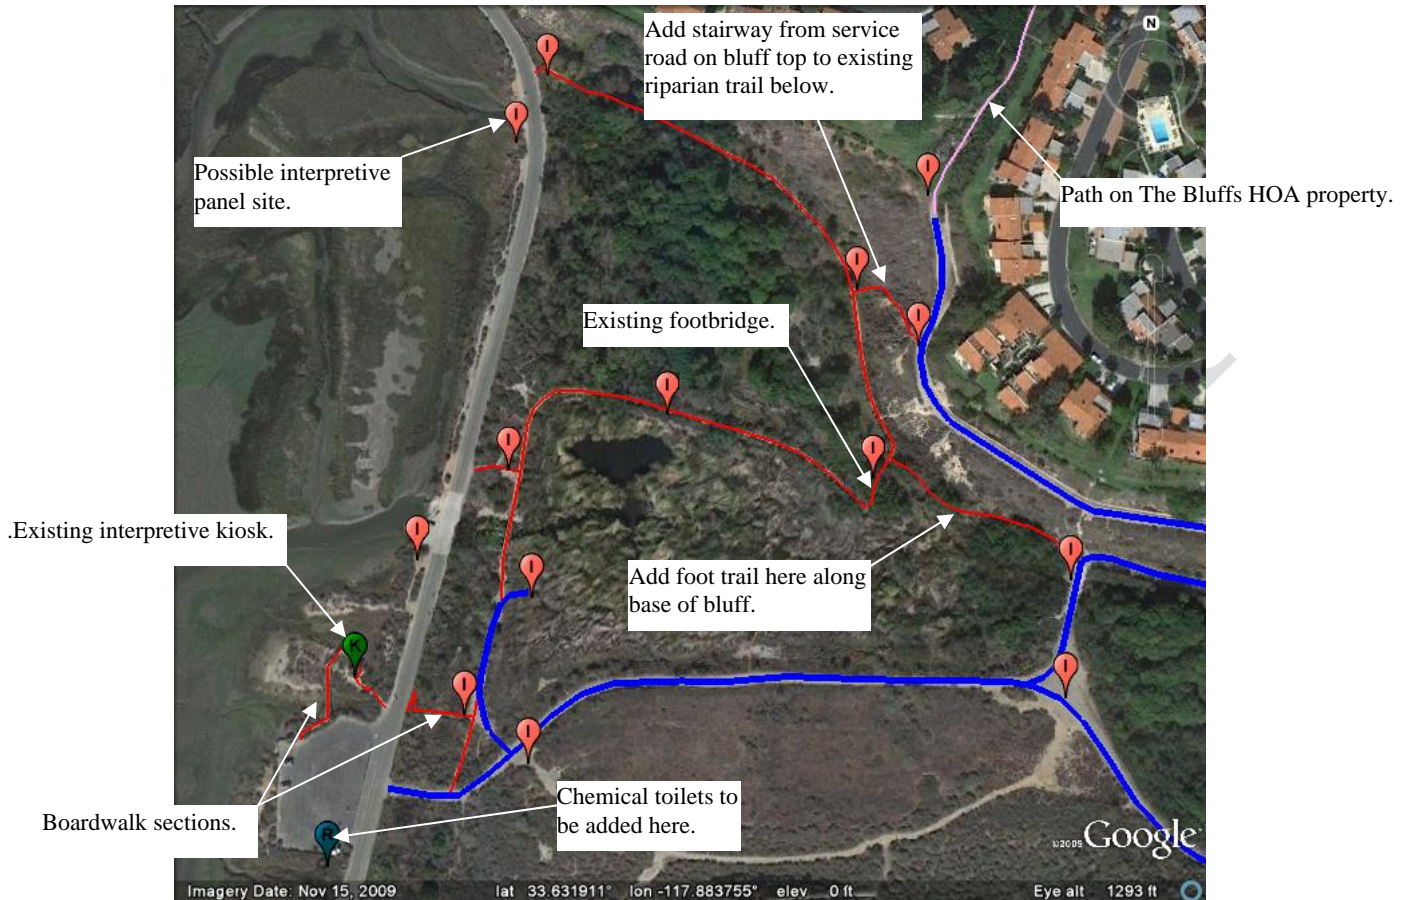 Add stairway from service
road on bluff top to existing
riparian trail below.
N
I
I
Possible interpretive
panel site.
I
Path on The Bluffs HOA property.
I
Existing footbridge.
I
I
I
I
.Existing interpretive kiosk.
I
I
I
Add foot trail here along
base of bluff.
K
I
I
I
Boardwalk sections.
Chemical toilets to
be added here.
R
©2009 Google
Imagery Date: Nov 15, 2009 lat 33.631911° lon -117.883755° elev 0 ft Eye alt 1293 ft